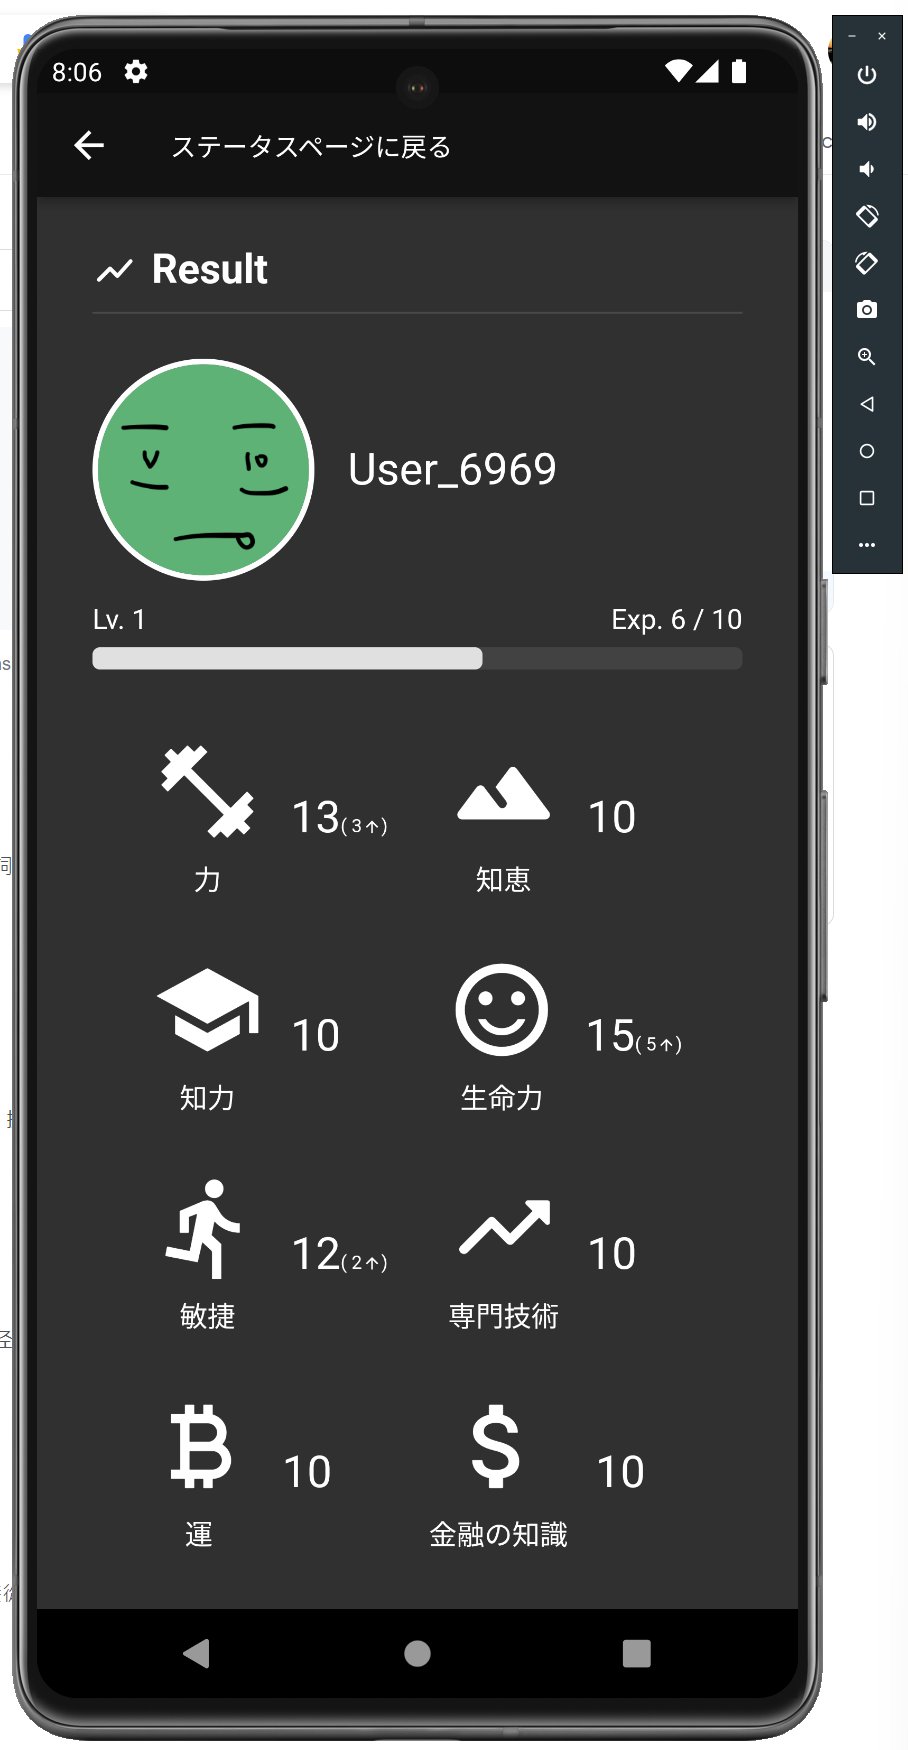 8:06
ステータスページに戻る
Result
User_6969
Lv. 1
Exp. 6 / 10
13(3↑)
10
力
知恵
10
15(5↑)
知力
生命力
12(2↑)
10
敏捷
専門技術
10
10
運
金融の知識